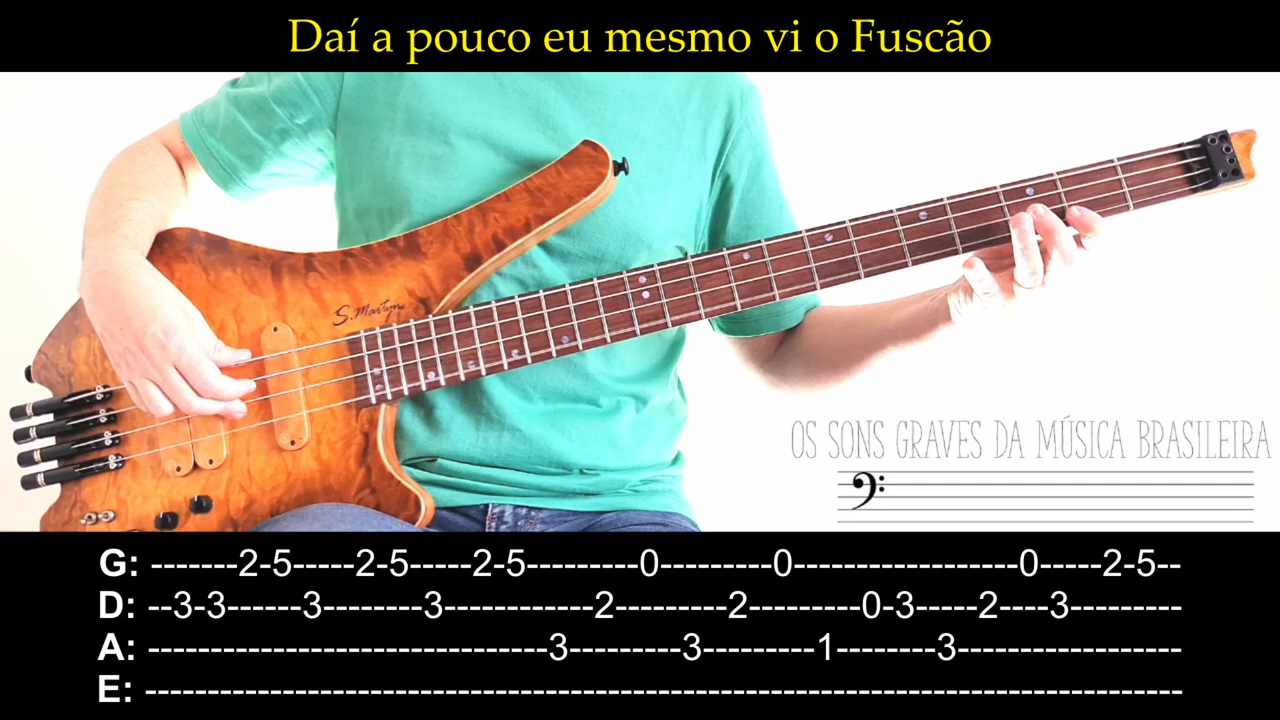 Daí a pouco eu mesmo vi o Fuscão
S. Martyn
OS SONS GRAVES DA MÚSICA BRASILEIRA
G: -------2-5-----2-5-----2-5---------0---------0------------------0-----2-5--
D: --3-3------3--------3------------2---------2---------0-3-----2----3---------
A: --------------------------------3---------3---------1--------3------------------
E: -----------------------------------------------------------------------------------